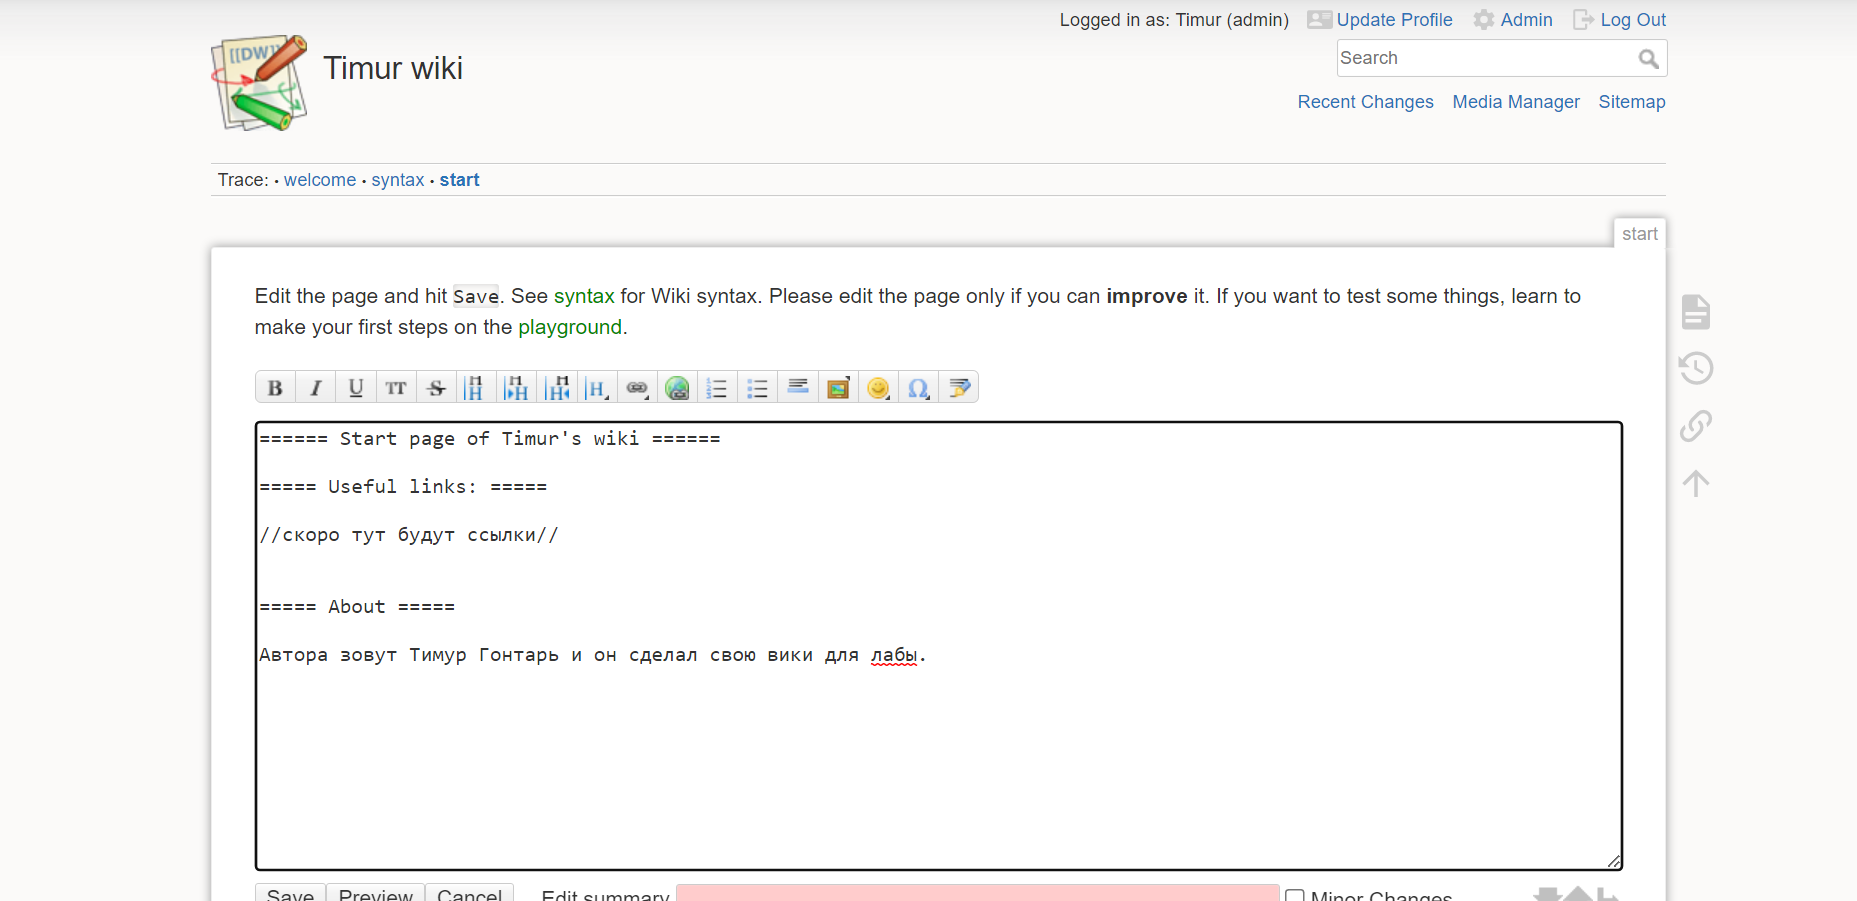 Logged in as: Timur (admin) Update Profile Admin Log Out
[[DW]]
Timur wiki
Search
Recent Changes Media Manager Sitemap
Trace: • welcome • syntax • start
start
Edit the page and hit Save. See syntax for Wiki syntax. Please edit the page only if you can improve it. If you want to test some things, learn to
make your first steps on the playground.
B I U TT S H H H H H H H Ω
====== Start page of Timur's wiki ======
===== Useful links: =====
//скоро тут будут ссылки//
===== About =====
Автора зовут Тимур Гонтарь и он сделал свою вики для лабы.
Save Preview Cancel Edit summary Minor Changes